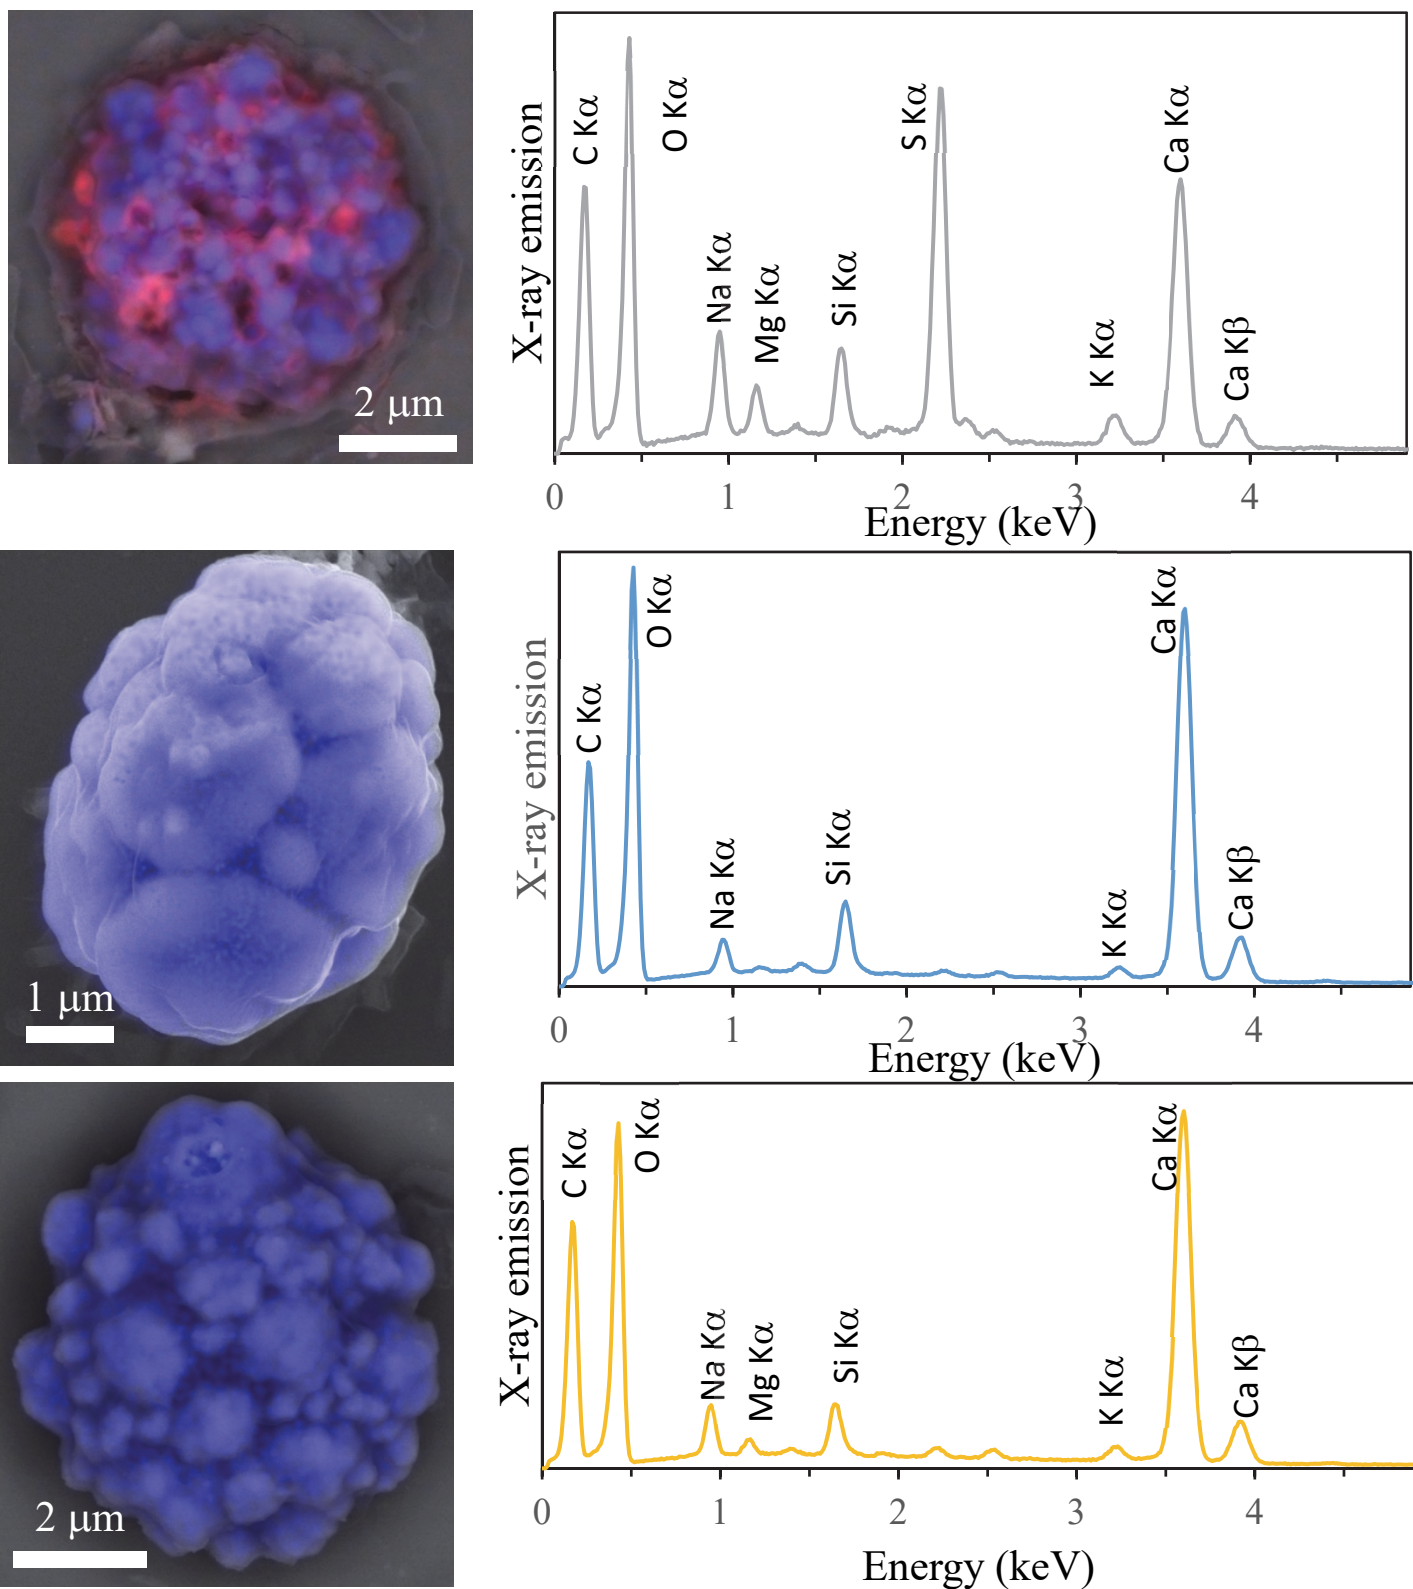 2 μm
X-ray emission
C Kα
O Kα
Na Kα
Mg Kα
Si Kα
S Kα
K Kα
Ca Kα
Ca Kβ
0 1 2 3 4
Energy (keV)
1 μm
X-ray emission
C Kα
O Kα
Na Kα
Si Kα
K Kα
Ca Kα
Ca Kβ
0 1 2 3 4
Energy (keV)
2 μm
X-ray emission
C Kα
O Kα
Na Kα
Mg Kα
Si Kα
K Kα
Ca Kα
Ca Kβ
0 1 2 3 4
Energy (keV)